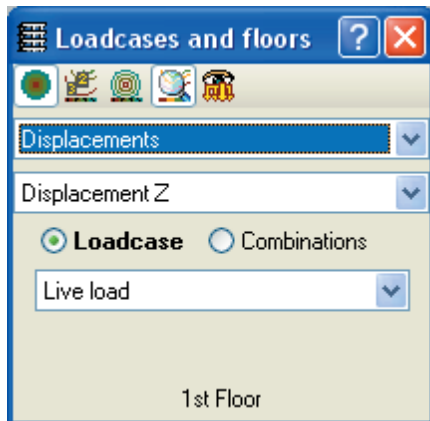 Loadcases and floors
Displacements
Displacement Z
Loadcase Combinations
Live load
1st Floor